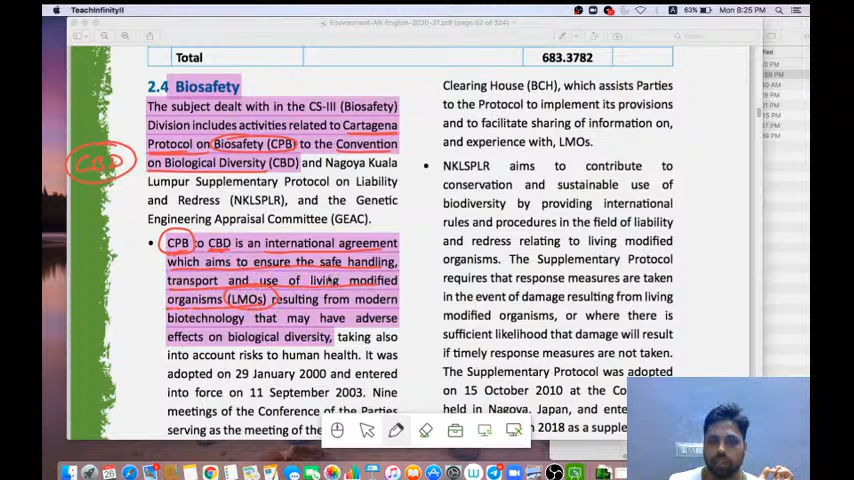 TeachInfinityII
63%
Mon 8:25 PM
Environment-AR-English-2020-21.pdf (page 62 of 324)
Total
683.3782
2.4 Biosafety
The subject dealt with in the CS-III (Biosafety)
Division includes activities related to Cartagena
Protocol on Biosafety (CPB) to the Convention
on Biological Diversity (CBD) and Nagoya Kuala
Lumpur Supplementary Protocol on Liability
and Redress (NKLSPLR), and the Genetic
Engineering Appraisal Committee (GEAC).
CBD
• CPB to CBD is an international agreement
which aims to ensure the safe handling,
transport and use of living modified
organisms (LMOs) resulting from modern
biotechnology that may have adverse
effects on biological diversity, taking also
into account risks to human health. It was
adopted on 29 January 2000 and entered
into force on 11 September 2003. Nine
meetings of the Conference of the Parties
serving as the meeting of the
Clearing House (BCH), which assists Parties
to the Protocol to implement its provisions
and to facilitate sharing of information on,
and experience with, LMOs.
• NKLSPLR aims to contribute to
conservation and sustainable use of
biodiversity by providing international
rules and procedures in the field of liability
and redress relating to living modified
organisms. The Supplementary Protocol
requires that response measures are taken
in the event of damage resulting from living
modified organisms, or where there is
sufficient likelihood that damage will result
if timely response measures are not taken.
The Supplementary Protocol was adopted
on 15 October 2010 at the Co
held in Nagoya, Japan, and ente
2018 as a supple